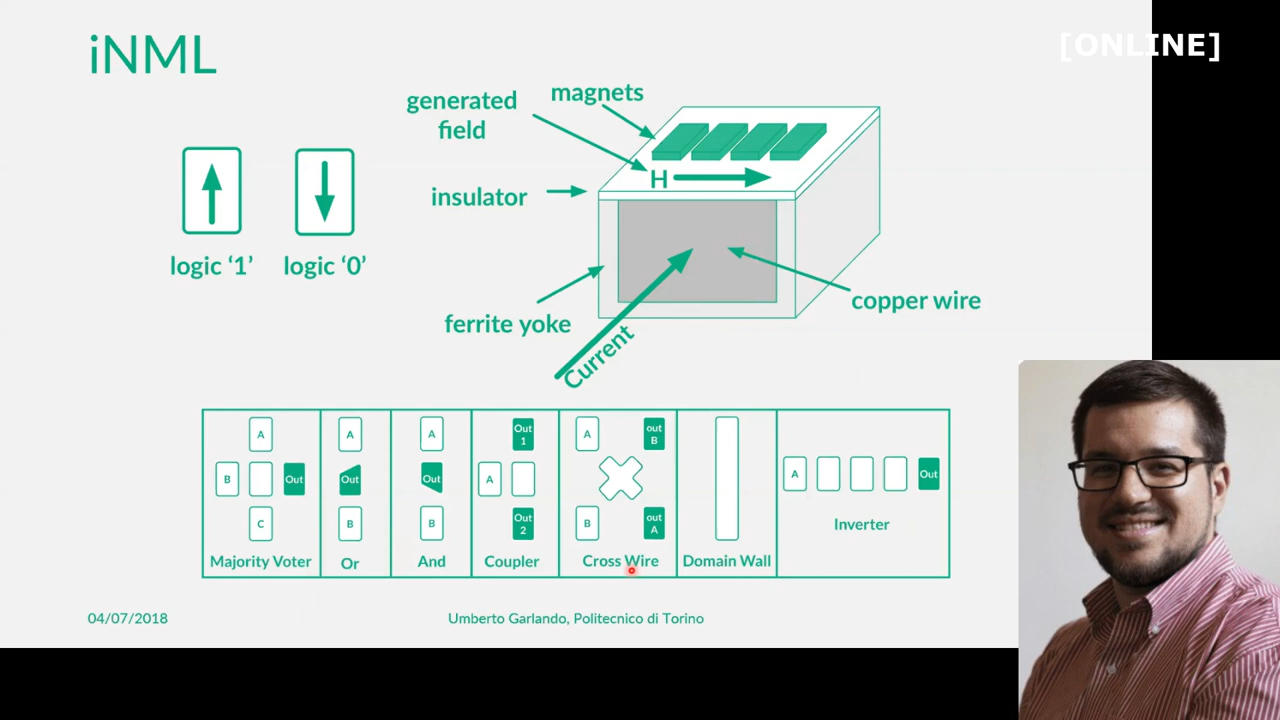 iNML
[ONLINE]
generated
field
magnets
H
insulator
logic ‘1’
logic ‘0’
ferrite yoke
Current
copper wire
A
B
Out
C
Majority Voter
A
Out
B
Or
A
Out
B
And
Out
1
A
Out
2
Coupler
A
out
B
B
out
A
Cross Wire
Domain Wall
A
Out
Inverter
04/07/2018
Umberto Garlando, Politecnico di Torino